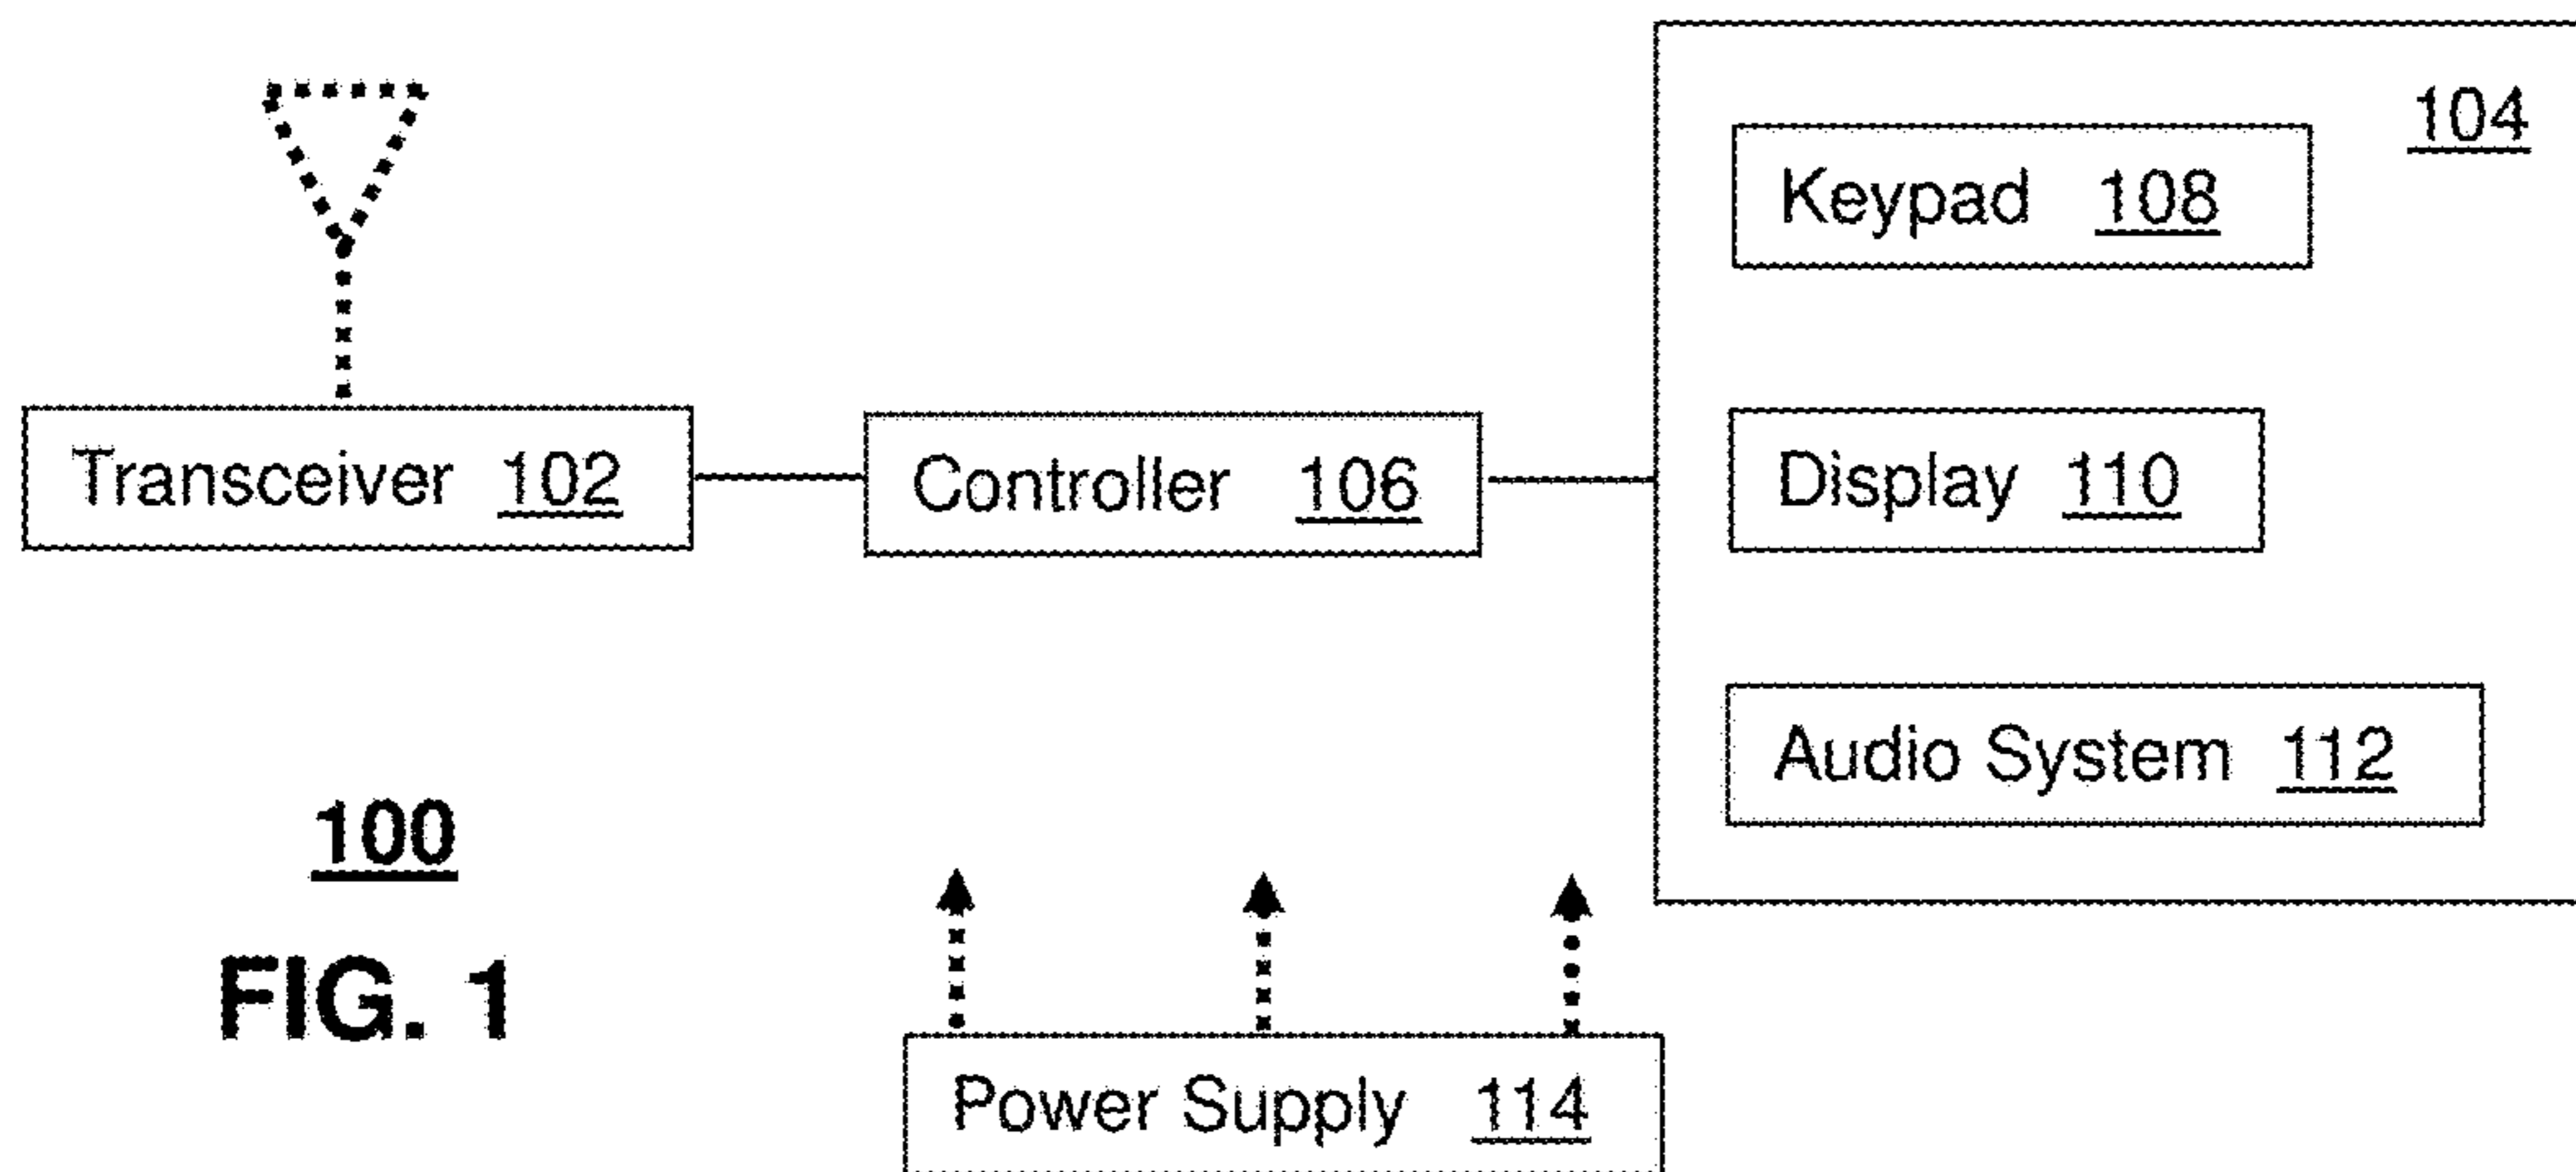 104
Keypad 108
Transceiver 102
Controller 106
Display 110
Audio System 112
100
FIG. 1
Power Supply 114